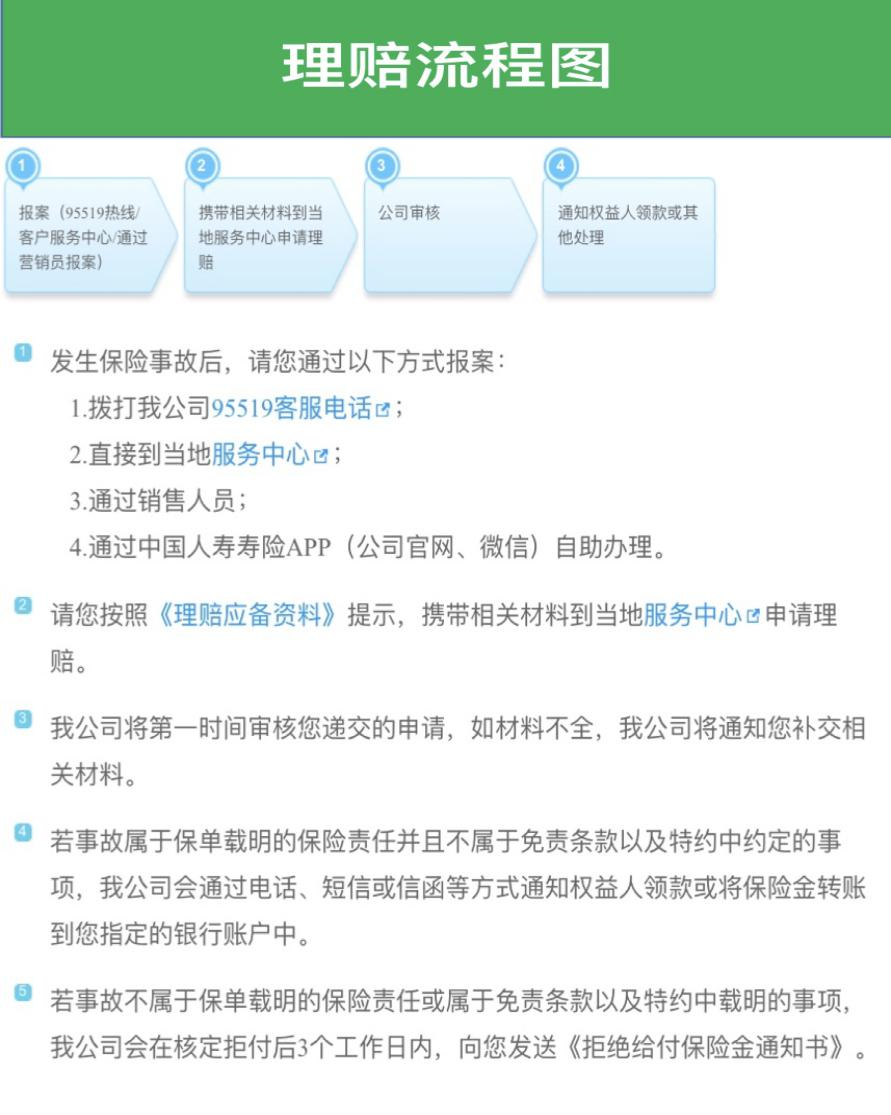 理赔流程图
1
报案（95519热线/
客户服务中心/通过
营销员报案）
2
携带相关材料到当
地服务中心申请理
赔
3
公司审核
4
通知权益人领款或其
他处理
1 发生保险事故后，请您通过以下方式报案：
1.拨打我公司95519客服电话；
2.直接到当地服务中心；
3.通过销售人员；
4.通过中国人寿寿险APP（公司官网、微信）自助办理。
2 请您按照《理赔应备资料》提示，携带相关材料到当地服务中心申请理
赔。
3 我公司将第一时间审核您递交的申请，如材料不全，我公司将通知您补交相
关材料。
4 若事故属于保单载明的保险责任并且不属于免责条款以及特约中约定的事
项，我公司会通过电话、短信或信函等方式通知权益人领款或将保险金转账
到您指定的银行账户中。
5 若事故不属于保单载明的保险责任或属于免责条款以及特约中载明的事项，
我公司会在核定拒付后3个工作日内，向您发送《拒绝给付保险金通知书》。